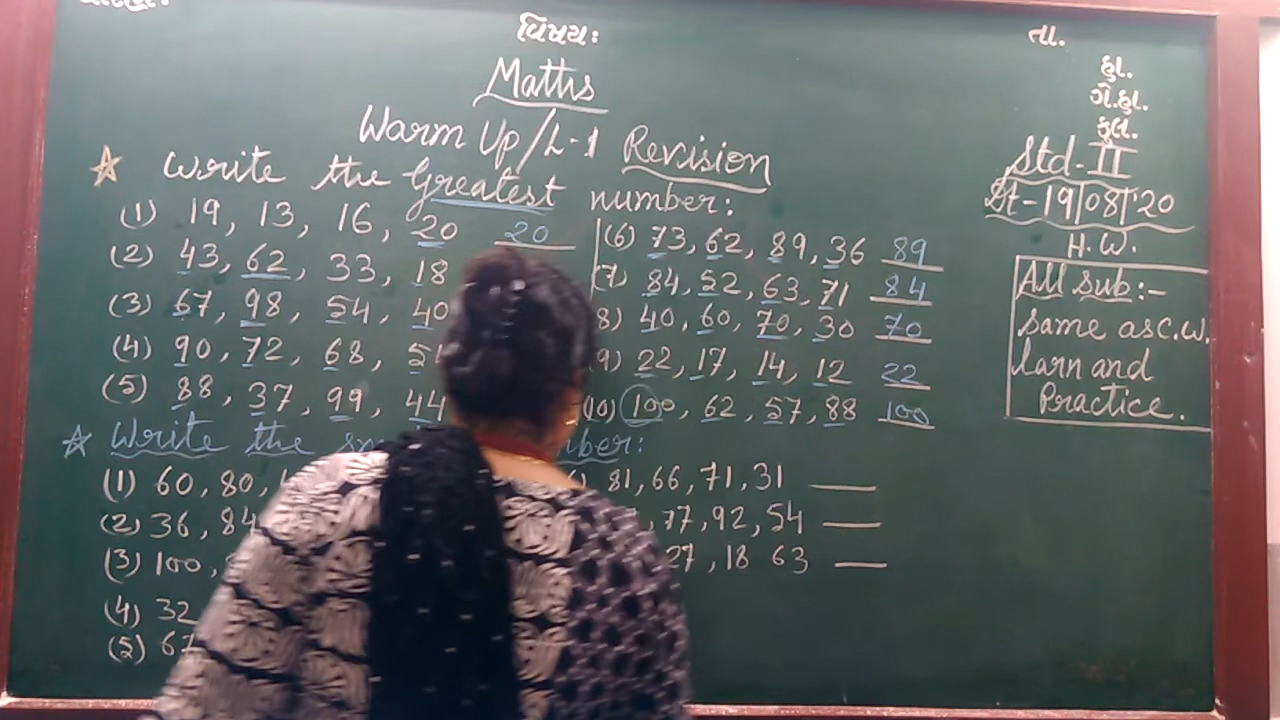 વિષય:
તા.
હા.
ગે.હા.
કુલ.
Maths
Warm Up/L-1 Revision
Std-II
Dt-19/08/'20
☆ Write the Greatest number:
(1) 19, 13, 16, 20 20
(2) 43, 62, 33, 18
(3) 67, 98, 54, 40
(4) 90, 72, 68,
(5) 88, 37, 99, 44
(6) 73, 62, 89, 36 89
(7) 84, 52, 63, 71 84
8) 40, 60, 70, 30 70
9) 22, 17, 14, 12 22
(10) 100, 62, 57, 88 100
☆ Write the
(1) 60, 80,
(2) 36, 84
(3) 100,
(4) 32
(5)
81, 66, 71, 31
, 77, 92, 54
27, 18 63
H.W.
All Sub:-
Same as C.W.
larn and
Practice.